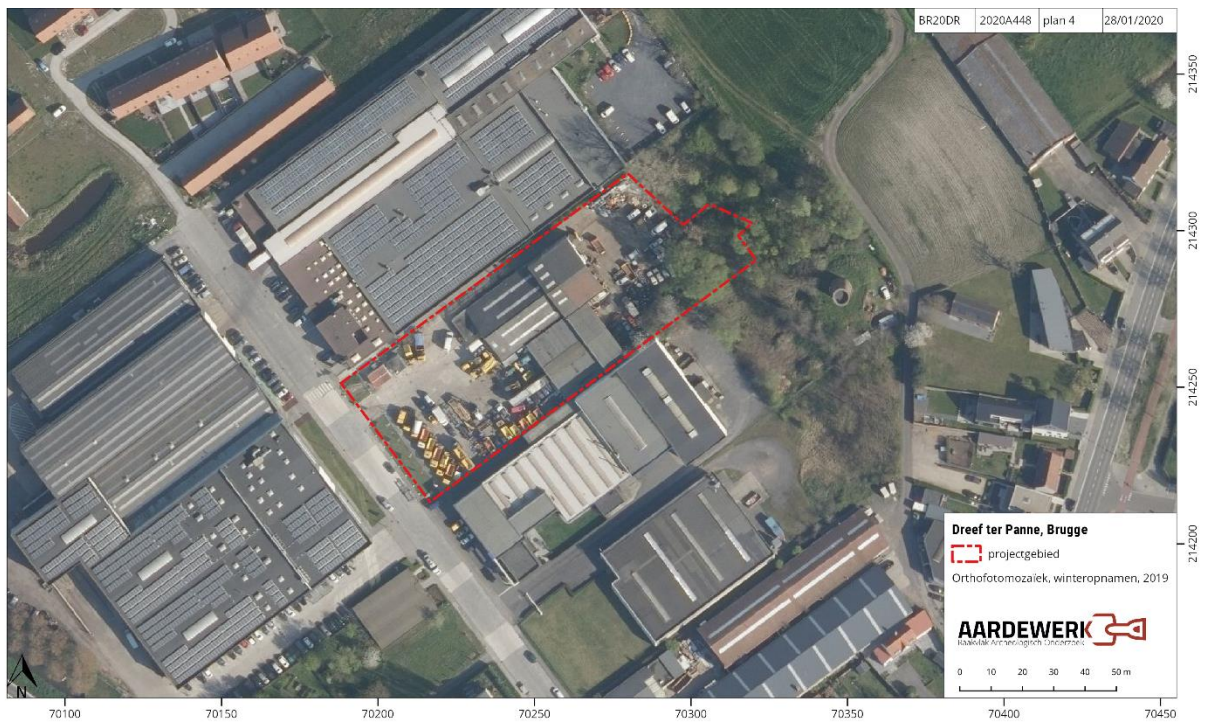 BR20DR 2020A448 plan 4 28/01/2020
214350
214300
214250
214200
Dreef ter Panne, Brugge
projectgebied
Orthofotomozaïek, winteropnamen, 2019
AARDEWERK
Raakvlak Archeologisch Onderzoek
0 10 20 30 40 50 m
N
70100 70150 70200 70250 70300 70350 70400 70450